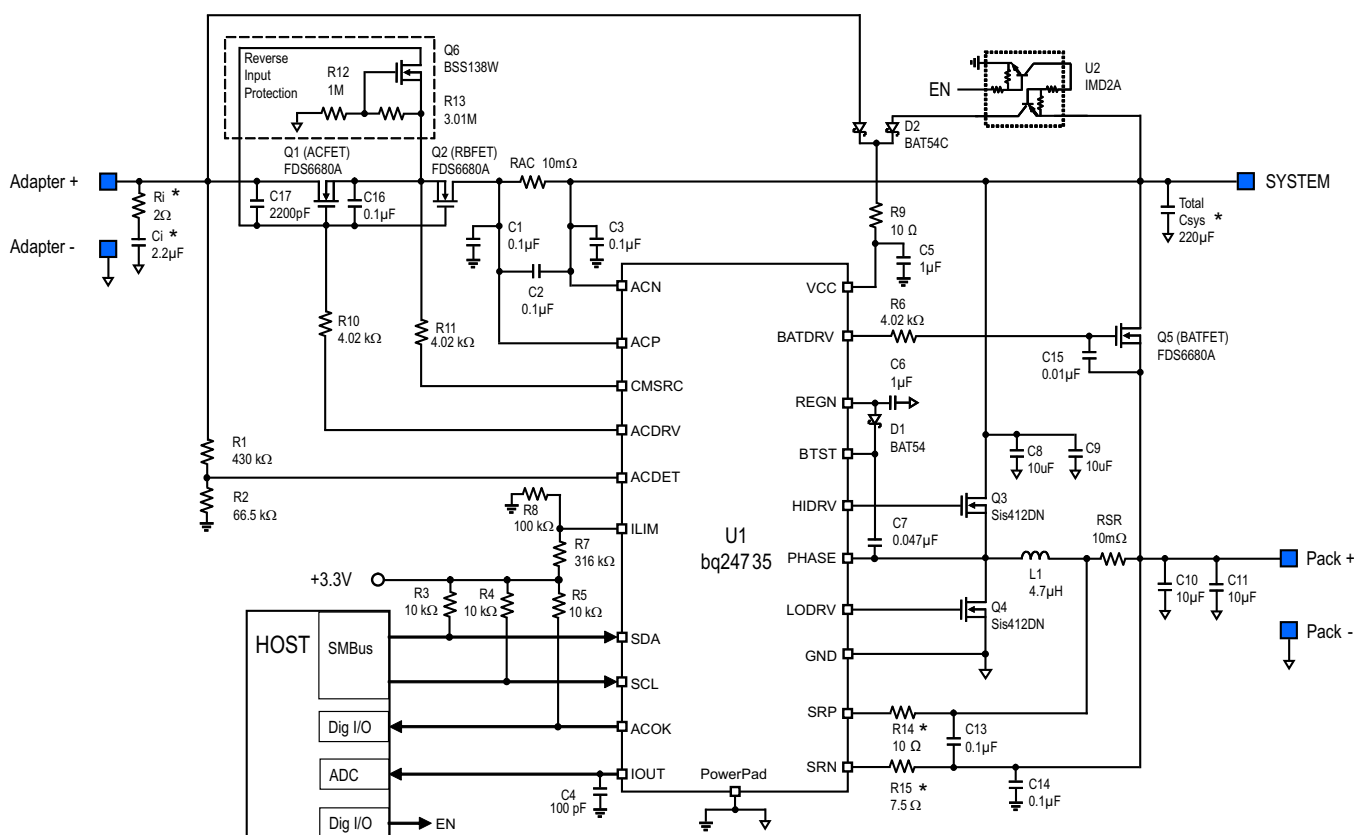 Reverse
Input
Protection
R12
1M
Q6
BSS138W
R13
3.01M
EN
U2
IMD2A
D2
BAT54C
Q1 (ACFET)
FDS6680A
Q2 (RBFET)
FDS6680A
RAC 10mΩ
Adapter +
Ri *
2Ω
Ci *
2.2µF
Adapter -
C17
2200pF
C16
0.1µF
C1
0.1µF
C2
0.1µF
C3
0.1µF
R9
10 Ω
C5
1µF
SYSTEM
Total
Csys *
220µF
R10
4.02 kΩ
R11
4.02 kΩ
R1
430 kΩ
R2
66.5 kΩ
R8
100 kΩ
R7
316 kΩ
+3.3V
R3
10 kΩ
R4
10 kΩ
R5
10 kΩ
HOST
SMBus
Dig I/O
ADC
Dig I/O
EN
C4
100 pF
ACN
ACP
CMSRC
ACDRV
ACDET
ILIM
SDA
SCL
ACOK
IOUT
U1
bq24735
PowerPad
VCC
BATDRV
REGN
BTST
HIDRV
PHASE
LODRV
GND
SRP
SRN
R6
4.02 kΩ
C15
0.01µF
Q5 (BATFET)
FDS6680A
C6
1µF
D1
BAT54
C8
10uF
C9
10uF
Q3
Sis412DN
C7
0.047µF
L1
4.7µH
RSR
10mΩ
Q4
Sis412DN
C10
10µF
C11
10µF
Pack +
Pack -
R14 *
10 Ω
C13
0.1µF
R15 *
7.5 Ω
C14
0.1µF